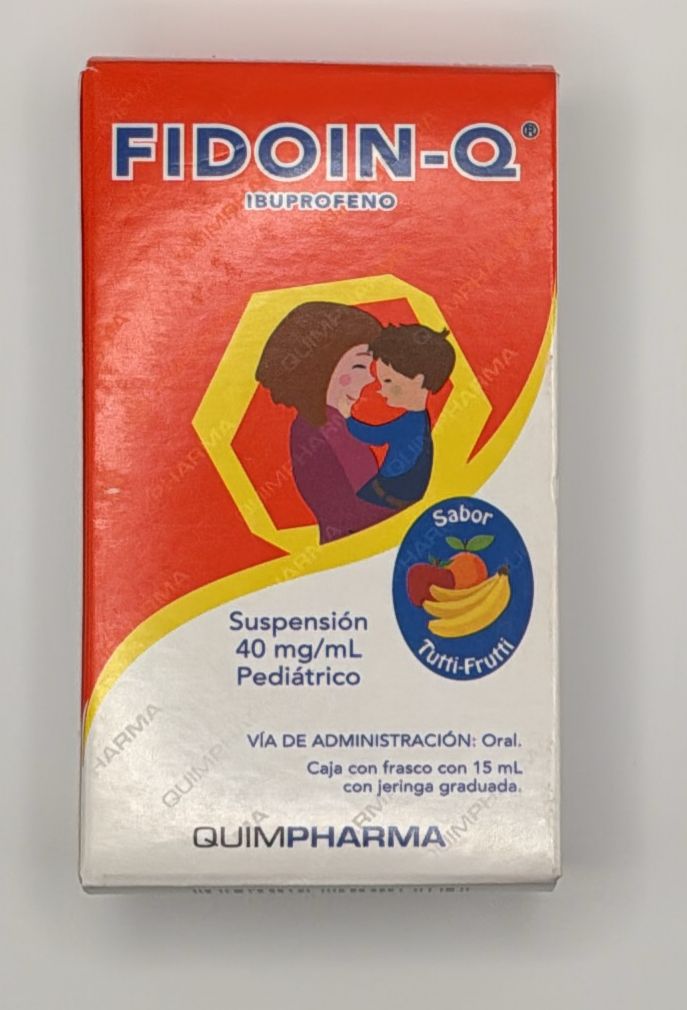 FIDOIN-Q®
IBUPROFENO
Sabor
Tutti-Frutti
Suspensión
40 mg/mL
Pediátrico
VÍA DE ADMINISTRACIÓN: Oral.
Caja con frasco con 15 mL
con jeringa graduada.
QUIMPHARMA